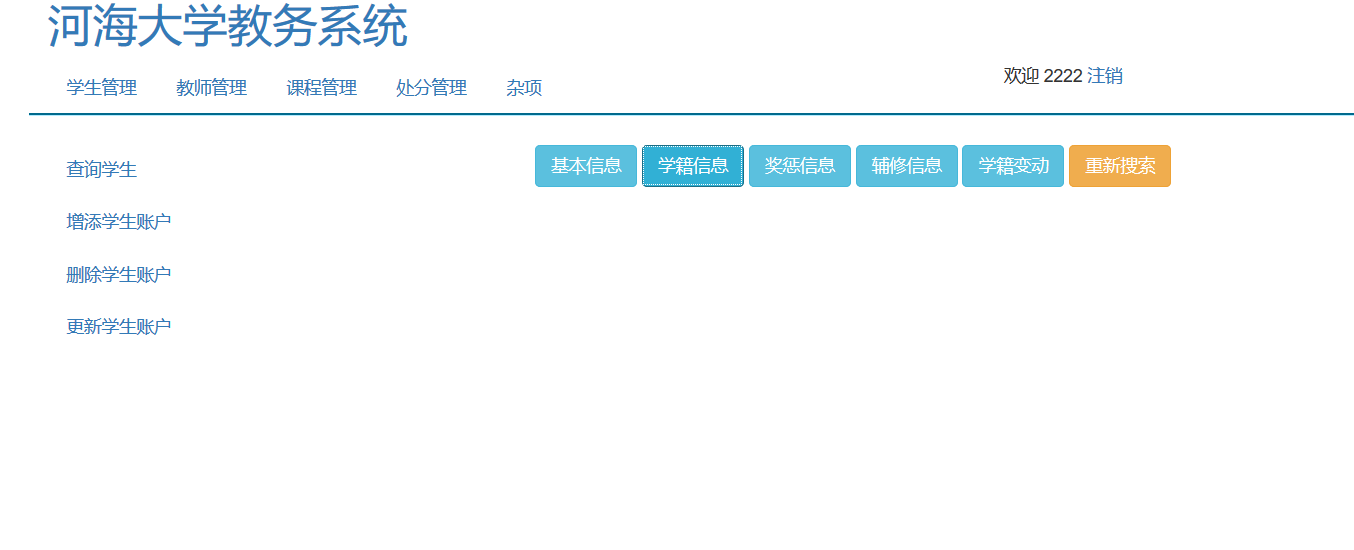 河海大学教务系统
学生管理 教师管理 课程管理 处分管理 杂项 欢迎 2222 注销
查询学生 基本信息 学籍信息 奖惩信息 辅修信息 学籍变动 重新搜索
增添学生账户
删除学生账户
更新学生账户